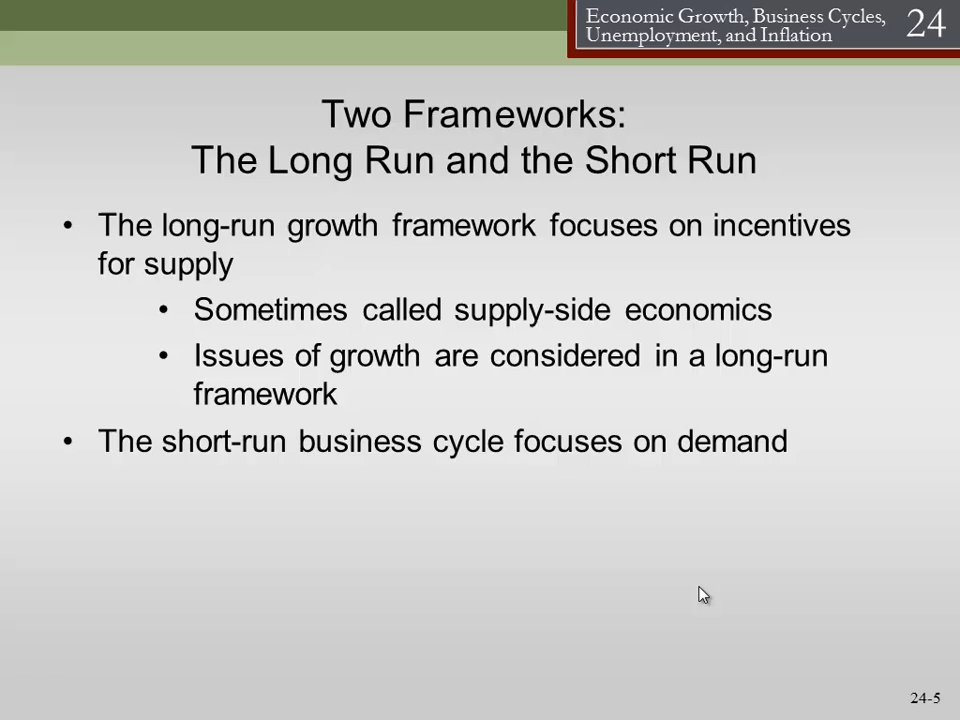 Economic Growth, Business Cycles,
Unemployment, and Inflation
24
Two Frameworks:
The Long Run and the Short Run
• The long-run growth framework focuses on incentives
for supply
• Sometimes called supply-side economics
• Issues of growth are considered in a long-run
framework
• The short-run business cycle focuses on demand
24-5